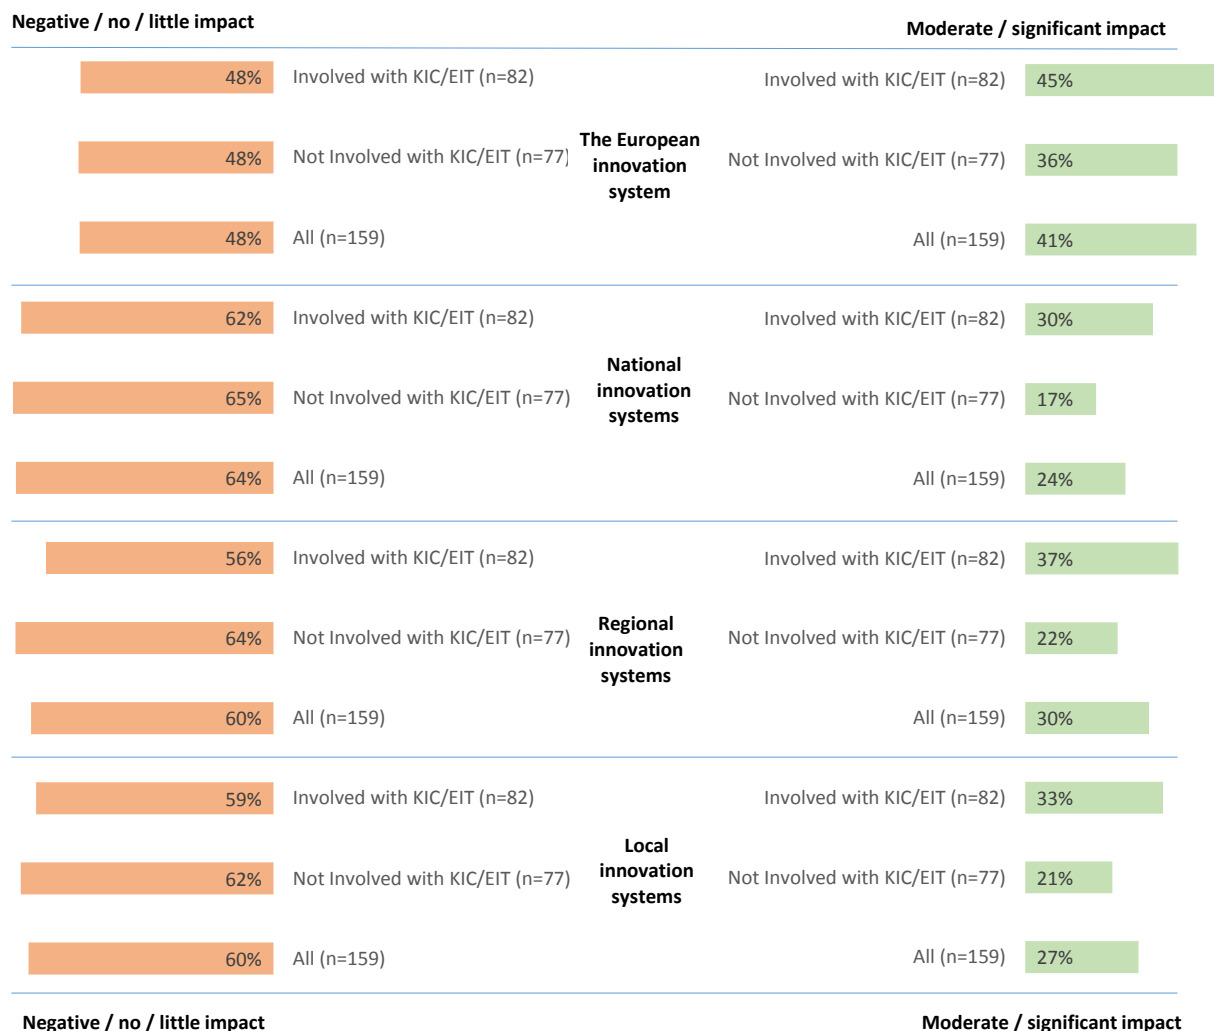 Negative / no / little impact
Moderate / significant impact
48% Involved with KIC/EIT (n=82) Involved with KIC/EIT (n=82) 45%
The European
48% Not Involved with KIC/EIT (n=77) innovation Not Involved with KIC/EIT (n=77) 36%
system
48% All (n=159) All (n=159) 41%
62% Involved with KIC/EIT (n=82) Involved with KIC/EIT (n=82) 30%
National
65% Not Involved with KIC/EIT (n=77) innovation Not Involved with KIC/EIT (n=77) 17%
systems
64% All (n=159) All (n=159) 24%
56% Involved with KIC/EIT (n=82) Involved with KIC/EIT (n=82) 37%
Regional
64% Not Involved with KIC/EIT (n=77) innovation Not Involved with KIC/EIT (n=77) 22%
systems
60% All (n=159) All (n=159) 30%
59% Involved with KIC/EIT (n=82) Involved with KIC/EIT (n=82) 33%
Local
62% Not Involved with KIC/EIT (n=77) innovation Not Involved with KIC/EIT (n=77) 21%
systems
60% All (n=159) All (n=159) 27%
Negative / no / little impact Moderate / significant impact